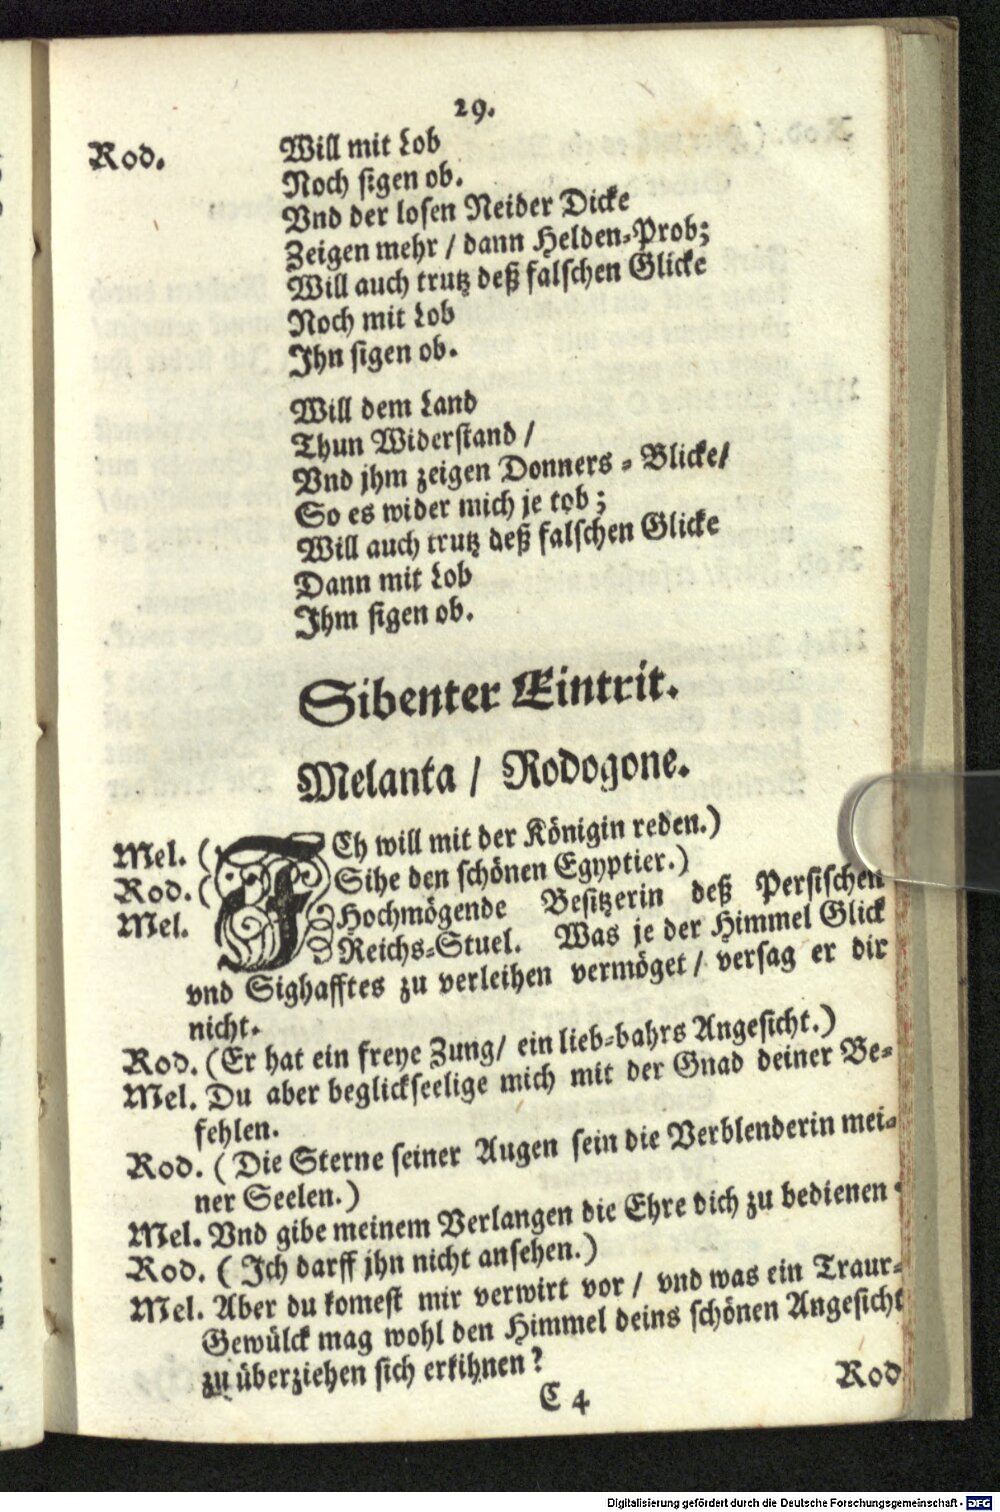 29.
Rod. Will mit Lob
Noch sigen ob.
Vnd der losen Neider Dicke
Zeigen mehr / dann Helden-Prob;
Will auch trutz deß falschen Glicke
Noch mit Lob
Ihn sigen ob.
Will dem Land
Thun Widerstand /
Vnd jhm zeigen Donners - Blicke/
So es wider mich je tob ;
Will auch trutz deß falschen Glicke
Dann mit Lob
Ihm sigen ob.
Sibenter Eintrit.
Melanta / Rodogone.
Mel. (ICh will mit der Königin reden.)
Rod. (Sihe den schönen Egyptier.)
Mel. Hochmögende Besitzerin deß Persischen
Reichs-Stuel. Was je der Himmel Glick
vnd Sighafftes zu verleihen vermöget / versag er dir
nicht.
Rod. (Er hat ein freye Zung/ ein lieb-bahrs Angesicht.)
Mel. Du aber beglickseelige mich mit der Gnad deiner Be-
fehlen.
Rod. (Die Sterne seiner Augen sein die Verblenderin mei-
ner Seelen.)
Mel. Vnd gibe meinem Verlangen die Ehre dich zu bedienen
Rod. (Ich darff jhn nicht ansehen.)
Mel. Aber du komest mir verwirt vor / vnd was ein Traur-
Gewülck mag wohl den Himmel deins schönen Angesicht
zu überziehen sich erkihnen ?
C 4
Rod
Digitalisierung gefördert durch die Deutsche Forschungsgemeinschaft - DFG